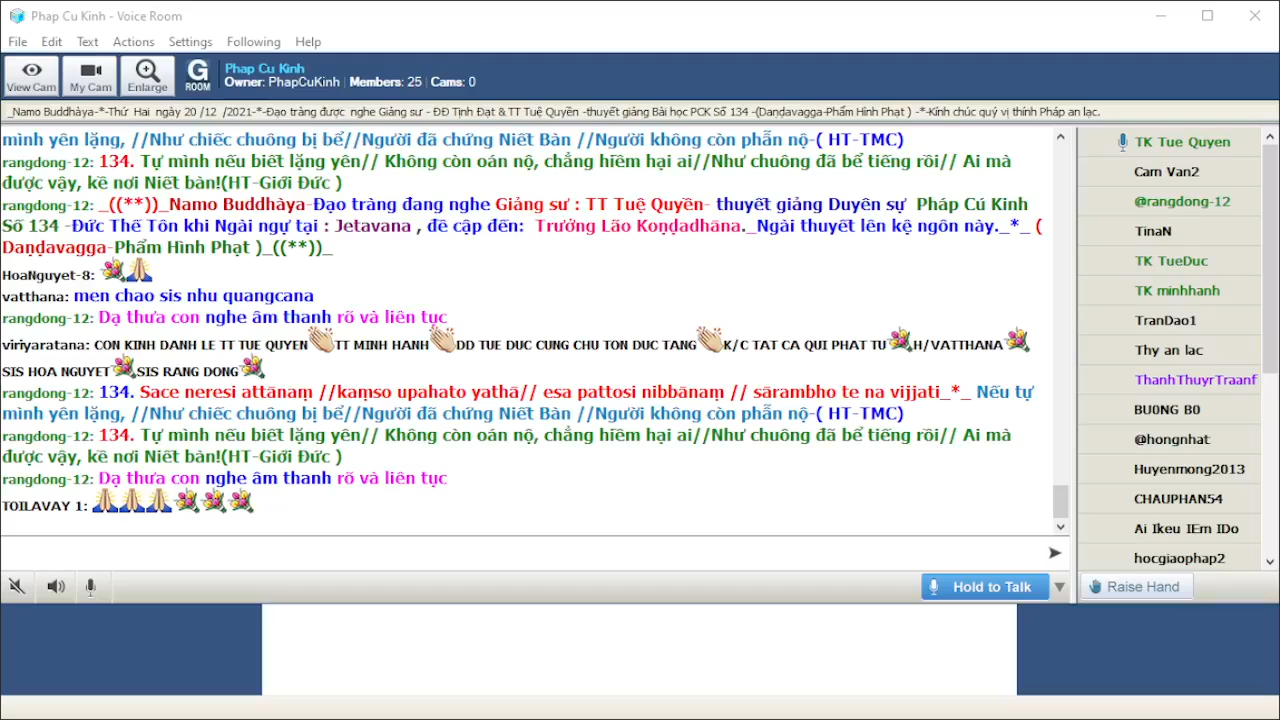 Phap Cu Kinh - Voice Room
File Edit Text Actions Settings Following Help
View Cam My Cam Enlarge G ROOM
Phap Cu Kinh
Owner: PhapCuKinh | Members: 25 | Cams: 0
_Namo Buddhàya-*-Thứ Hai ngày 20 /12 /2021-*-Đạo tràng được nghe Giảng sư - ĐĐ Tịnh Đạt & TT Tuệ Quyền -thuyết giảng Bài học PCK Số 134 -(Daṇḍavagga-Phẩm Hình Phạt ) -*-Kính chúc quý vị thính Pháp an lạc.
mình yên lặng, //Như chiếc chuông bị bể//Người đã chứng Niết Bàn //Người không còn phẫn nộ-( HT-TMC)
rangdong-12: 134. Tự mình nếu biết lặng yên// Không còn oán nộ, chẳng hiềm hại ai//Như chuông đã bể tiếng rồi// Ai mà
được vậy, kề nơi Niết bàn!(HT-Giới Đức )
rangdong-12: _((**))_Namo Buddhàya-Đạo tràng đang nghe Giảng sư : TT Tuệ Quyền- thuyết giảng Duyên sự Pháp Cú Kinh
Số 134 -Đức Thế Tôn khi Ngài ngự tại : Jetavana , đề cập đến: Trưởng Lão Koṇḍadhāna._Ngài thuyết lên kệ ngôn này._*_ (
Daṇḍavagga-Phẩm Hình Phạt )_((**))_
HoaNguyet-8:
vatthana: men chao sis nhu quangcana
rangdong-12: Dạ thưa con nghe âm thanh rõ và liên tục
viriyaratana: CON KINH DANH LE TT TUE QUYEN TT MINH HANH DD TUE DUC CUNG CHU TON DUC TANG K/C TAT CA QUI PHAT TU H/VATTHANA
SIS HOA NGUYET SIS RANG DONG
rangdong-12: 134. Sace neresi attānaṃ //kaṃso upahato yathā// esa pattosi nibbānaṃ // sārambho te na vijjati_*_ Nếu tự
mình yên lặng, //Như chiếc chuông bị bể//Người đã chứng Niết Bàn //Người không còn phẫn nộ-( HT-TMC)
rangdong-12: 134. Tự mình nếu biết lặng yên// Không còn oán nộ, chẳng hiềm hại ai//Như chuông đã bể tiếng rồi// Ai mà
được vậy, kề nơi Niết bàn!(HT-Giới Đức )
rangdong-12: Dạ thưa con nghe âm thanh rõ và liên tục
TOILAVAY 1:
TK Tue Quyen
Cam Van2
@rangdong-12
TinaN
TK TueDuc
TK minhhanh
TranDao1
Thy an lac
ThanhThuyrTraanf
BU0NG B0
@hongnhat
Huyenmong2013
CHAUPHAN54
Ai Ikeu IEm IDo
hocgiaophap2
Hold to Talk
Raise Hand